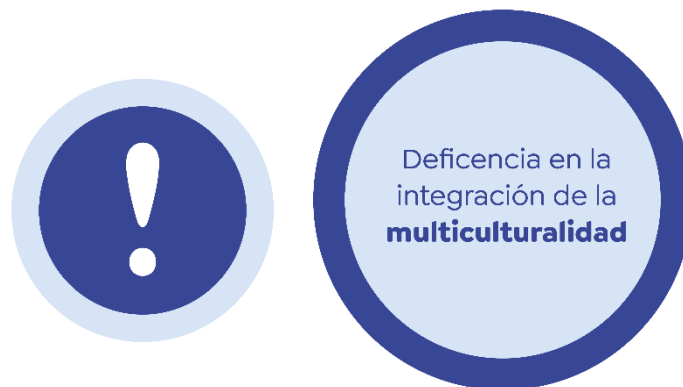 !
Deficencia en la
integración de la
multiculturalidad